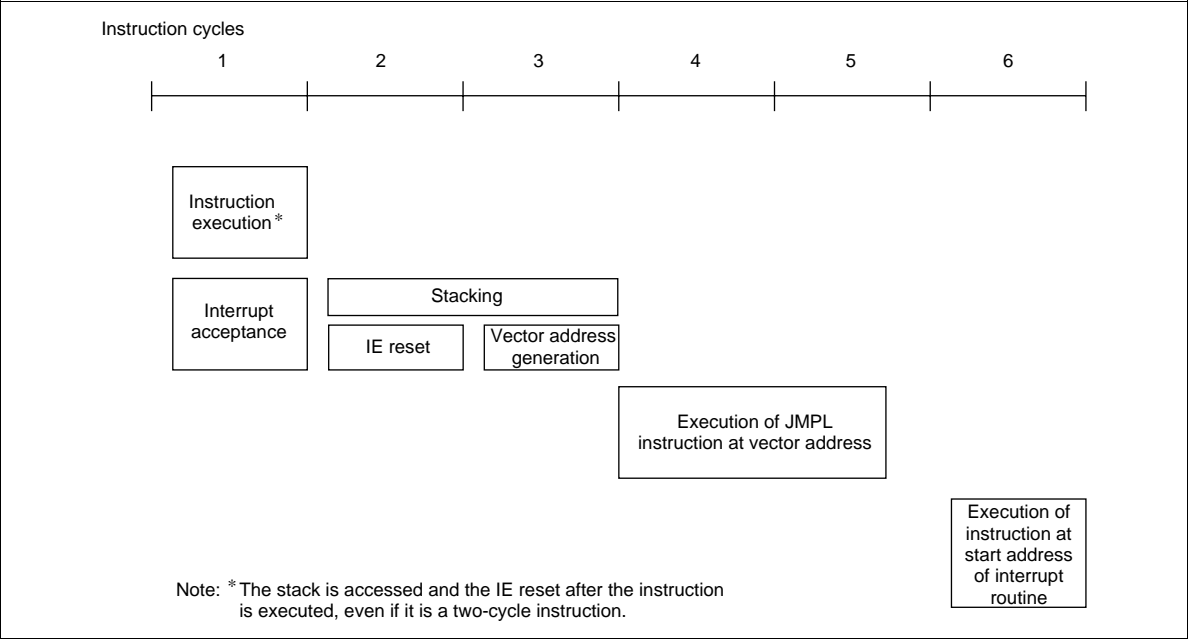 Instruction cycles
1 2 3 4 5 6
Instruction
execution*
Interrupt
acceptance
Stacking
IE reset
Vector address
generation
Execution of JMPL
instruction at vector address
Execution of
instruction at
start address
of interrupt
routine
Note: * The stack is accessed and the IE reset after the instruction
is executed, even if it is a two-cycle instruction.